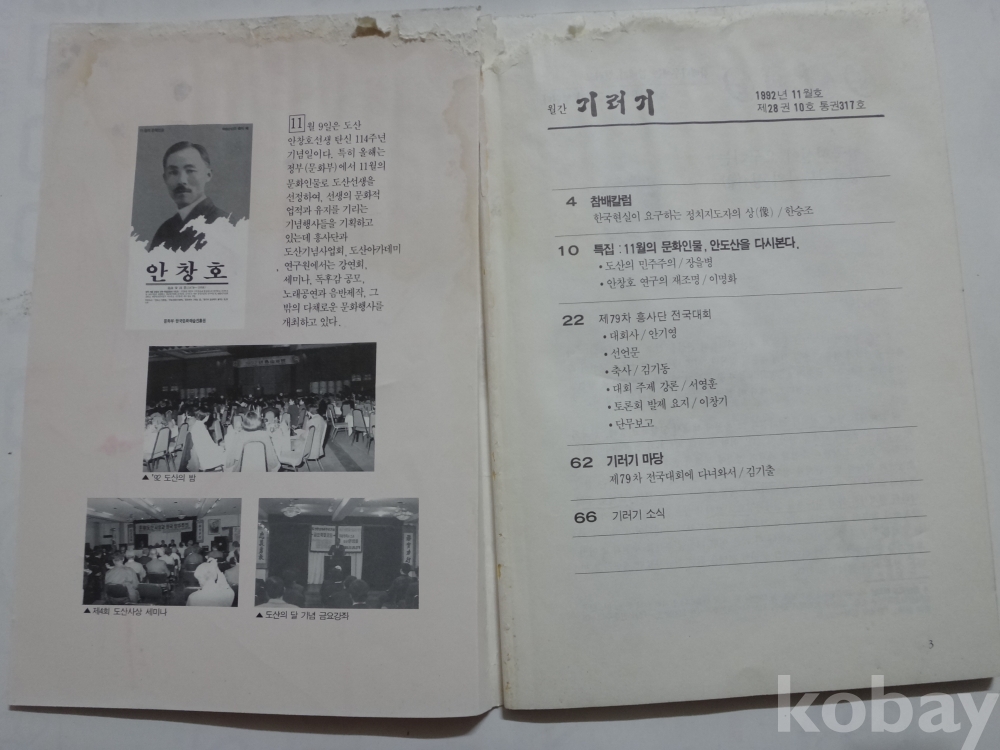 11월 9일은 도산
안창호선생 탄신 114주년
기념일이다. 특히 올해는
정부(문화부)에서 11월의
문화인물로 도산선생을
선정하여, 선생의 문화적
업적과 유지를 기리는
기념행사들을 기획하고
있는데 흥사단과
도산기념사업회, 도산아카데미
연구원에서는 강연회,
세미나, 독후감 공모,
노래공연과 음반제작, 그
밖의 다채로운 문화행사를
개최하고 있다.
안창호
▲ '92 도산의 밤
▲ 제4회 도산사상 세미나
▲ 도산의 달 기념 금요강좌
월간 기러기
1992년 11월호
제28권 10호 통권317호
4 참배칼럼
한국현실이 요구하는 정치지도자의 상(像) / 한승조
10 특집 : 11월의 문화인물, 안도산을 다시본다.
• 도산의 민주주의 / 장을병
• 안창호 연구의 재조명 / 이명화
22 제79차 흥사단 전국대회
• 대회사 / 안기영
• 선언문
• 축사 / 김기동
• 대회 주제 강론 / 서영훈
• 토론회 발제 요지 / 이창기
• 단무보고
62 기러기 마당
제79차 전국대회에 다녀와서 / 김기출
66 기러기 소식
3
kobay